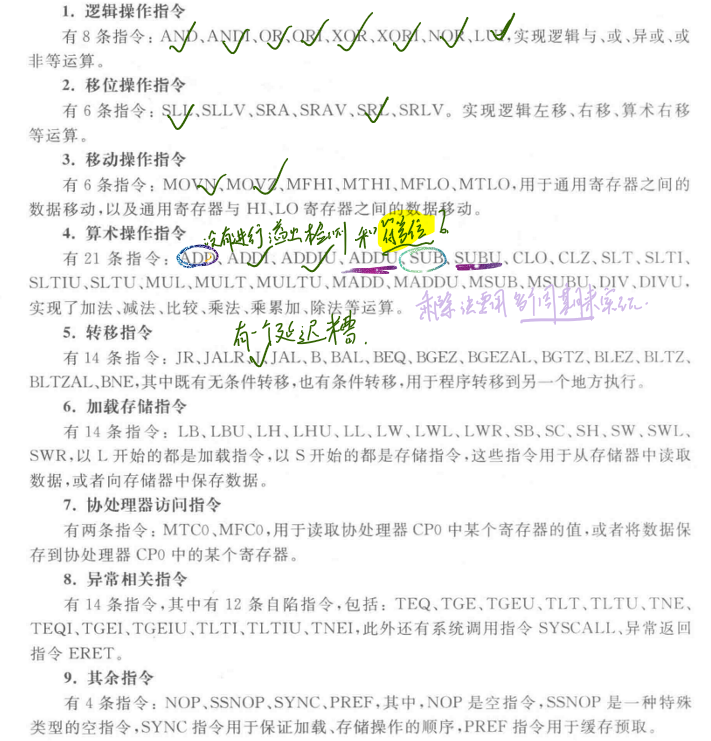 1. 逻辑操作指令
有8条指令：AND、ANDI、OR、ORI、XOR、XORI、NOR、LUI，实现逻辑与、或、异或、或
非等运算。
2. 移位操作指令
有6条指令：SLL、SLLV、SRA、SRAV、SRL、SRLV。实现逻辑左移、右移、算术右移
等运算。
3. 移动操作指令
有6条指令：MOVN、MOVZ、MFHI、MTHI、MFLO、MTLO，用于通用寄存器之间的
数据移动，以及通用寄存器与 HI、LO 寄存器之间的数据移动。
4. 算术操作指令
没有进行溢出检测 和 符号位
有21条指令：ADD、ADDI、ADDIU、ADDU、SUB、SUBU、CLO、CLZ、SLT、SLTI、
SLTIU、SLTU、MUL、MULT、MULTU、MADD、MADDU、MSUB、MSUBU、DIV、DIVU，
实现了加法、减法、比较、乘法、乘累加、除法等运算。
乘除法要用 多个周期来实现.
有一个延迟槽.
5. 转移指令
有14条指令：JR、JALR、J、JAL、B、BAL、BEQ、BGEZ、BGEZAL、BGTZ、BLEZ、BLTZ、
BLTZAL、BNE，其中既有无条件转移，也有条件转移，用于程序转移到另一个地方执行。
6. 加载存储指令
有14条指令：LB、LBU、LH、LHU、LL、LW、LWL、LWR、SB、SC、SH、SW、SWL、
SWR，以 L 开始的都是加载指令，以 S 开始的都是存储指令，这些指令用于从存储器中读取
数据，或者向存储器中保存数据。
7. 协处理器访问指令
有两条指令：MTC0、MFC0，用于读取协处理器 CP0 中某个寄存器的值，或者将数据保
存到协处理器 CP0 中的某个寄存器。
8. 异常相关指令
有14条指令，其中有12条自陷指令，包括：TEQ、TGE、TGEU、TLT、TLTU、TNE、
TEQI、TGEI、TGEIU、TLTI、TLTIU、TNEI，此外还有系统调用指令 SYSCALL、异常返回
指令 ERET。
9. 其余指令
有4条指令：NOP、SSNOP、SYNC、PREF，其中，NOP 是空指令，SSNOP 是一种特殊
类型的空指令，SYNC 指令用于保证加载、存储操作的顺序，PREF 指令用于缓存预取。